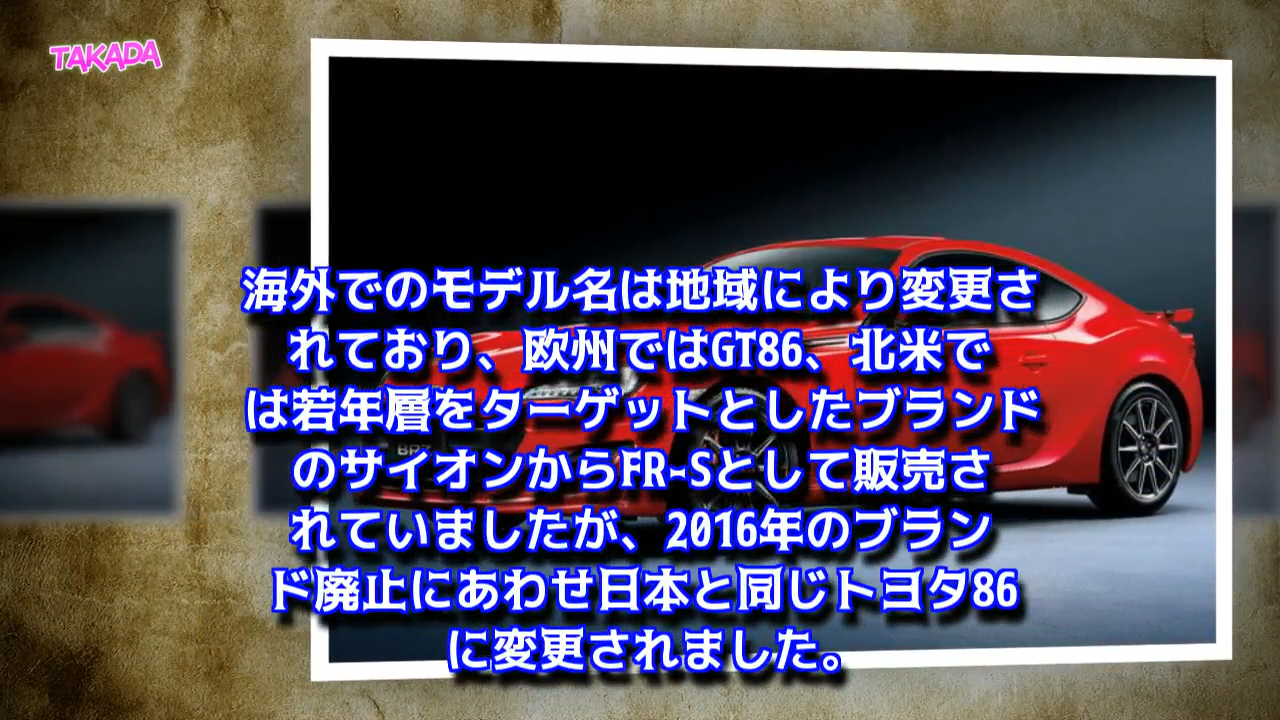 TAKADA
海外でのモデル名は地域により変更さ
れており、欧州ではGT86、北米で
は若年層をターゲットとしたブランド
のサイオンからFR-Sとして販売さ
れていましたが、2016年のブラン
ド廃止にあわせ日本と同じトヨタ86
に変更されました。